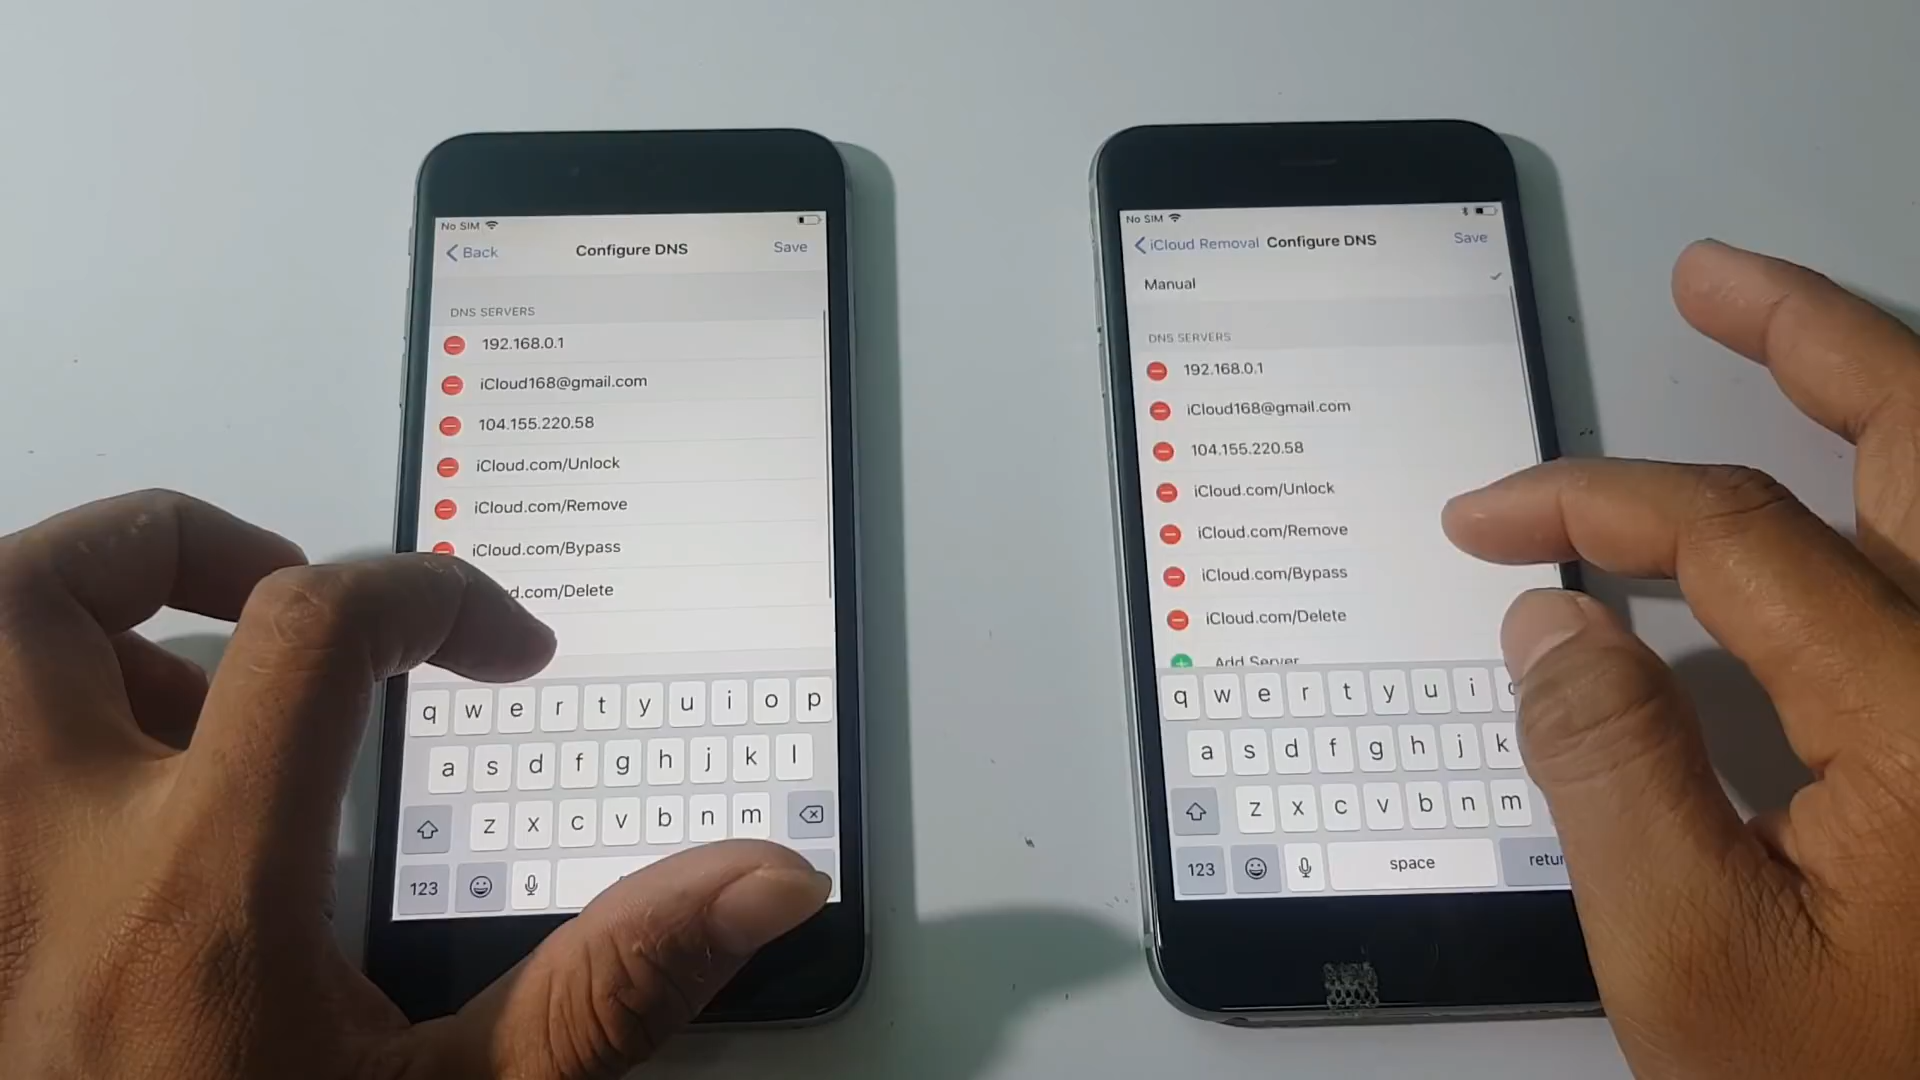 No SIM
Back
Configure DNS
Save
DNS SERVERS
192.168.0.1
iCloud168@gmail.com
104.155.220.58
iCloud.com/Unlock
iCloud.com/Remove
iCloud.com/Bypass
d.com/Delete
q w e r t y u i o p
a s d f g h j k l
z x c v b n m
123
No SIM
iCloud Removal
Configure DNS
Save
Manual
DNS SERVERS
192.168.0.1
iCloud168@gmail.com
104.155.220.58
iCloud.com/Unlock
iCloud.com/Remove
iCloud.com/Bypass
iCloud.com/Delete
Add Server
q w e r t y u i
a s d f g h j k
z x c v b n m
123 space retur